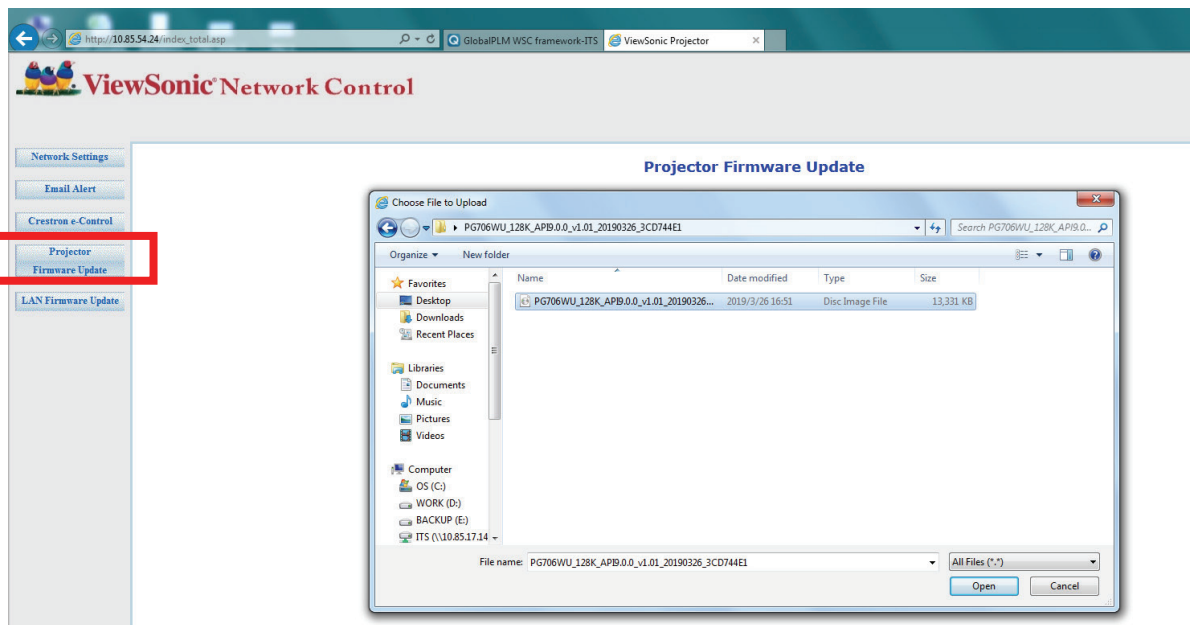 http://10.85.54.24/index_total.asp
GlobalPLM WSC framework-ITS
ViewSonic Projector
ViewSonic® Network Control
Network Settings
Email Alert
Crestron e-Control
Projector
Firmware Update
LAN Firmware Update
Projector Firmware Update
Choose File to Upload
PG706WU_128K_API9.0.0_v1.01_20190326_3CD744E1
Search PG706WU_128K_API9.0...
Organize
New folder
Name Date modified Type Size
PG706WU_128K_API9.0.0_v1.01_20190326... 2019/3/26 16:51 Disc Image File 13,331 KB
Favorites
Desktop
Downloads
Recent Places
Libraries
Documents
Music
Pictures
Videos
Computer
OS (C:)
WORK (D:)
BACKUP (E:)
ITS (\\10.85.17.14
File name: PG706WU_128K_API9.0.0_v1.01_20190326_3CD744E1
All Files (*.*)
Open Cancel